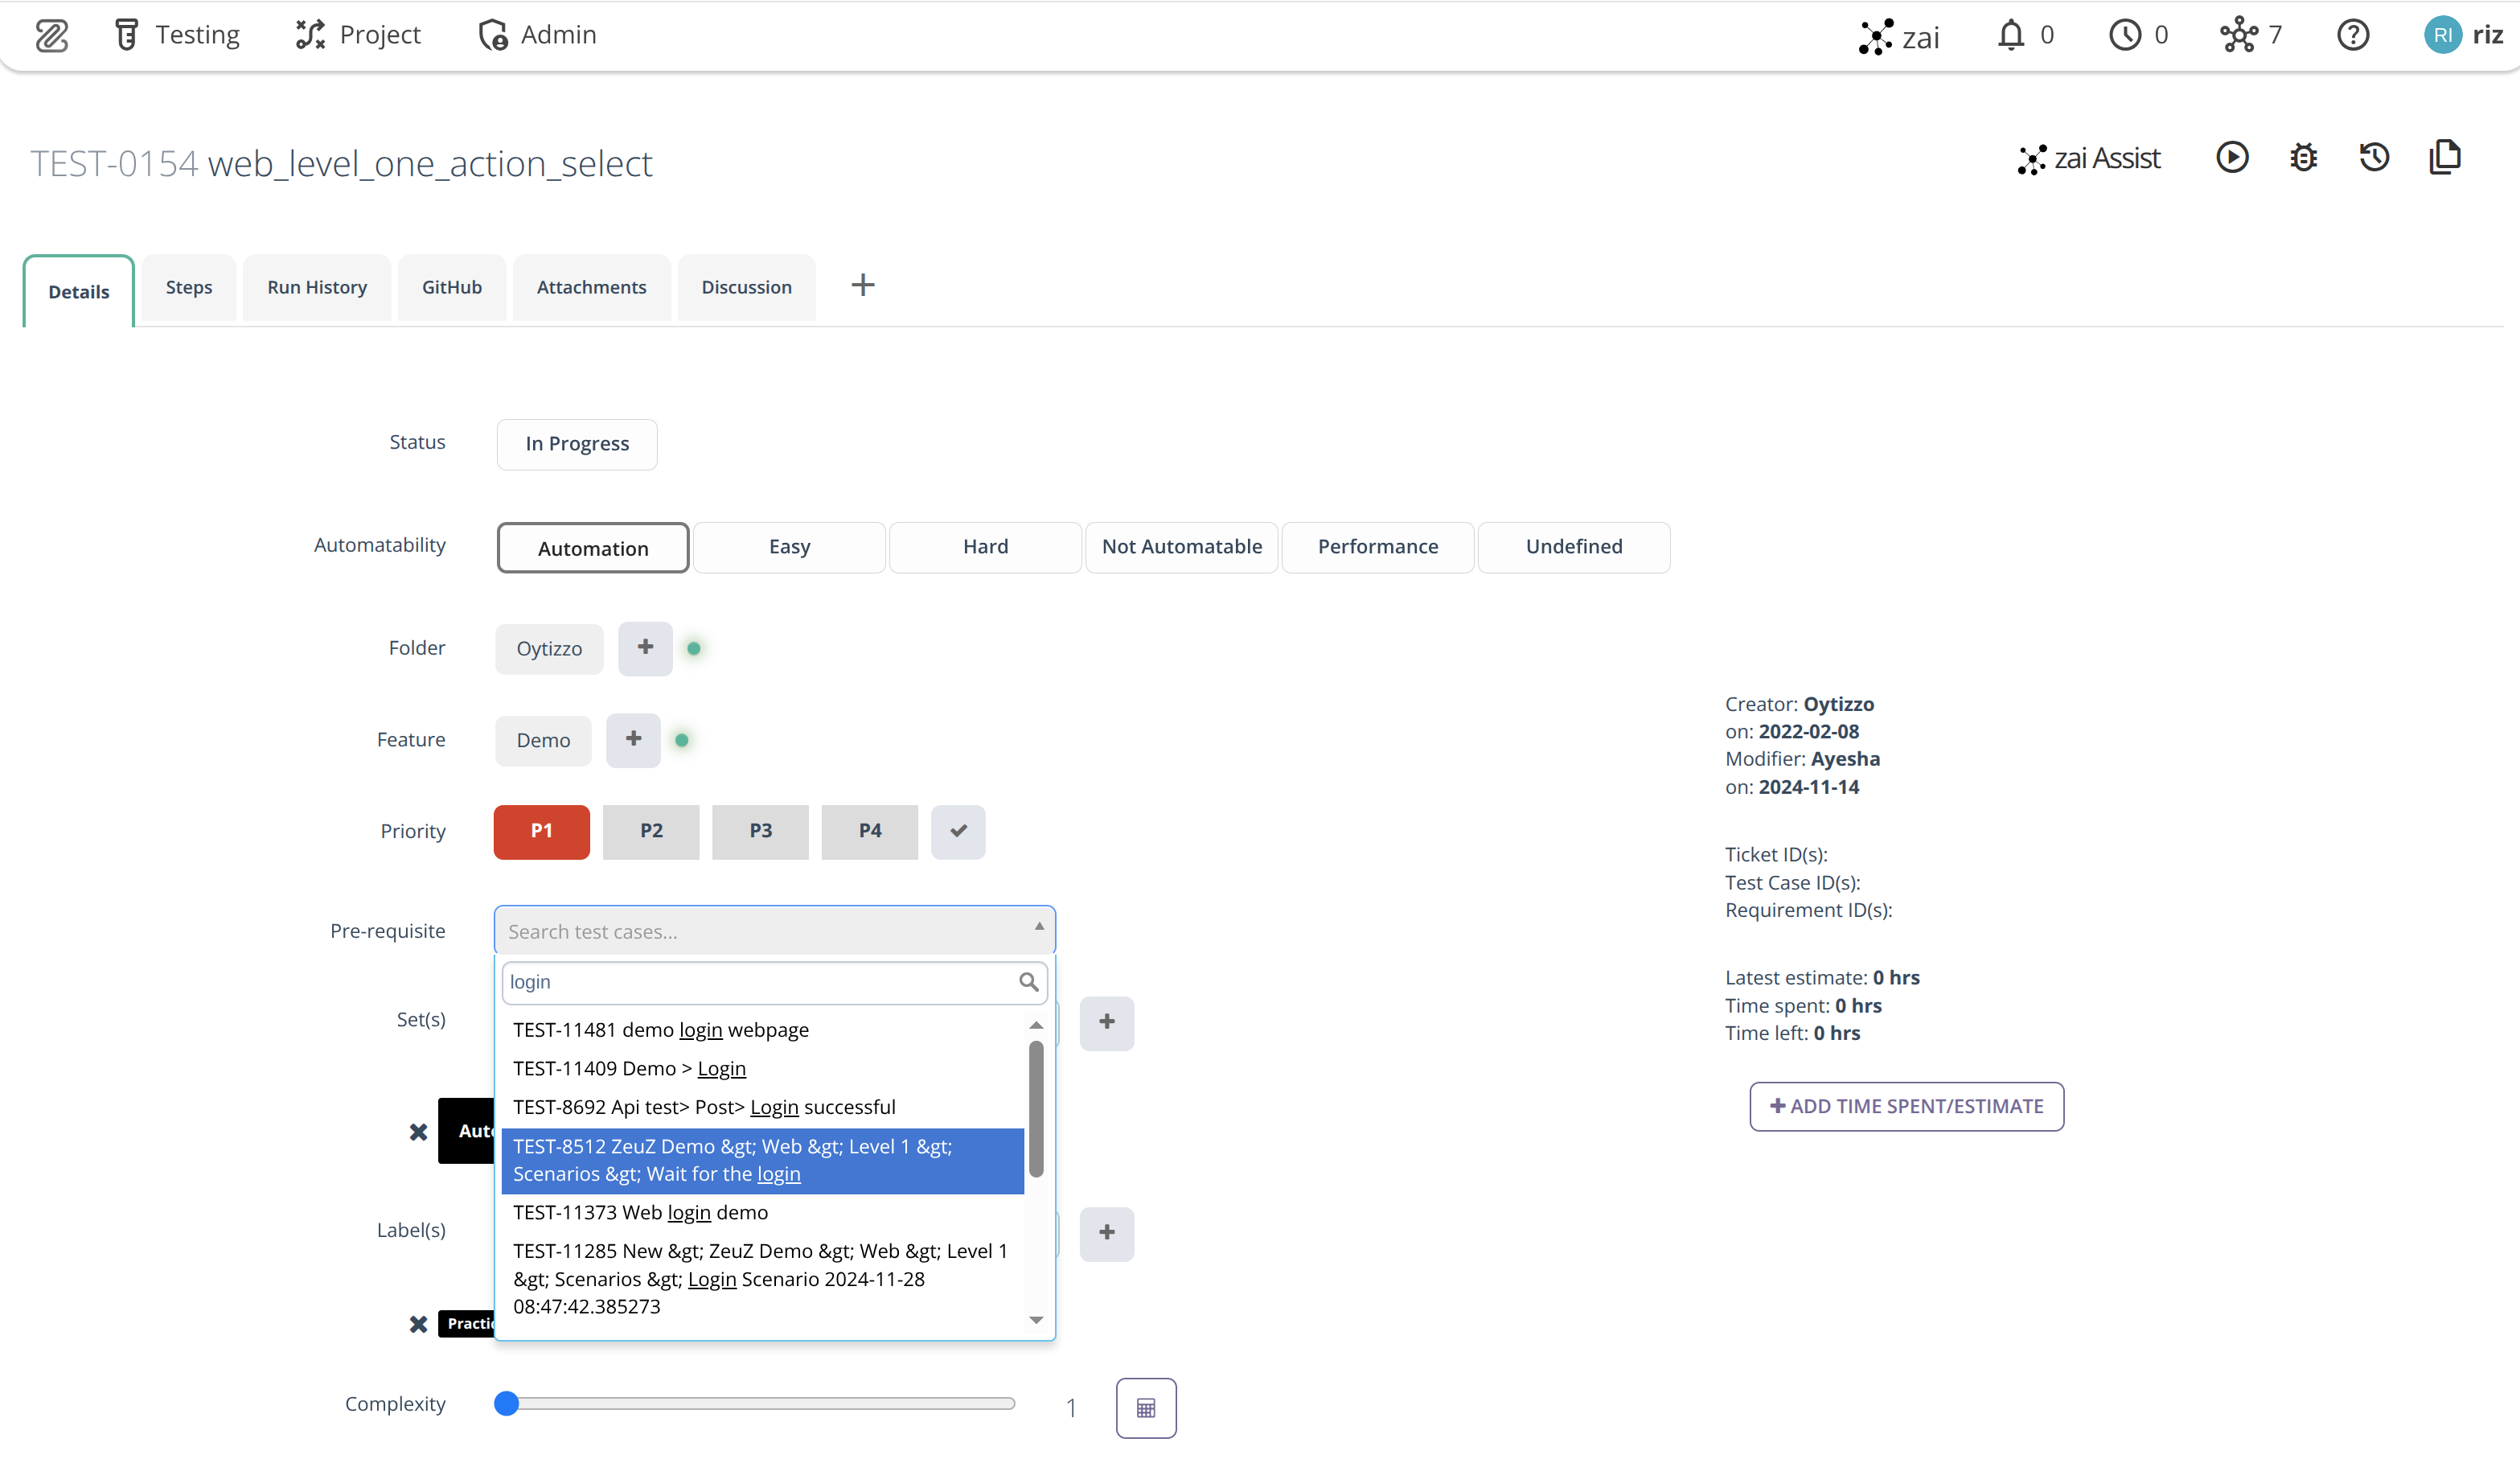 Testing
Project
Admin
zai
0
0
7
RI
riz
TEST-0154 web_level_one_action_select
zai Assist
Details
Steps
Run History
GitHub
Attachments
Discussion
Status
In Progress
Automatability
Automation
Easy
Hard
Not Automatable
Performance
Undefined
Folder
Oytizzo
Feature
Demo
Priority
P1
P2
P3
P4
Pre-requisite
Search test cases...
login
TEST-11481 demo login webpage
TEST-11409 Demo > Login
TEST-8692 Api test> Post> Login successful
TEST-8512 ZeuZ Demo &gt; Web &gt; Level 1 &gt;
Scenarios &gt; Wait for the login
TEST-11373 Web login demo
TEST-11285 New &gt; ZeuZ Demo &gt; Web &gt; Level 1
&gt; Scenarios &gt; Login Scenario 2024-11-28
08:47:42.385273
Set(s)
Label(s)
Complexity
1
Creator: Oytizzo
on: 2022-02-08
Modifier: Ayesha
on: 2024-11-14
Ticket ID(s):
Test Case ID(s):
Requirement ID(s):
Latest estimate: 0 hrs
Time spent: 0 hrs
Time left: 0 hrs
ADD TIME SPENT/ESTIMATE